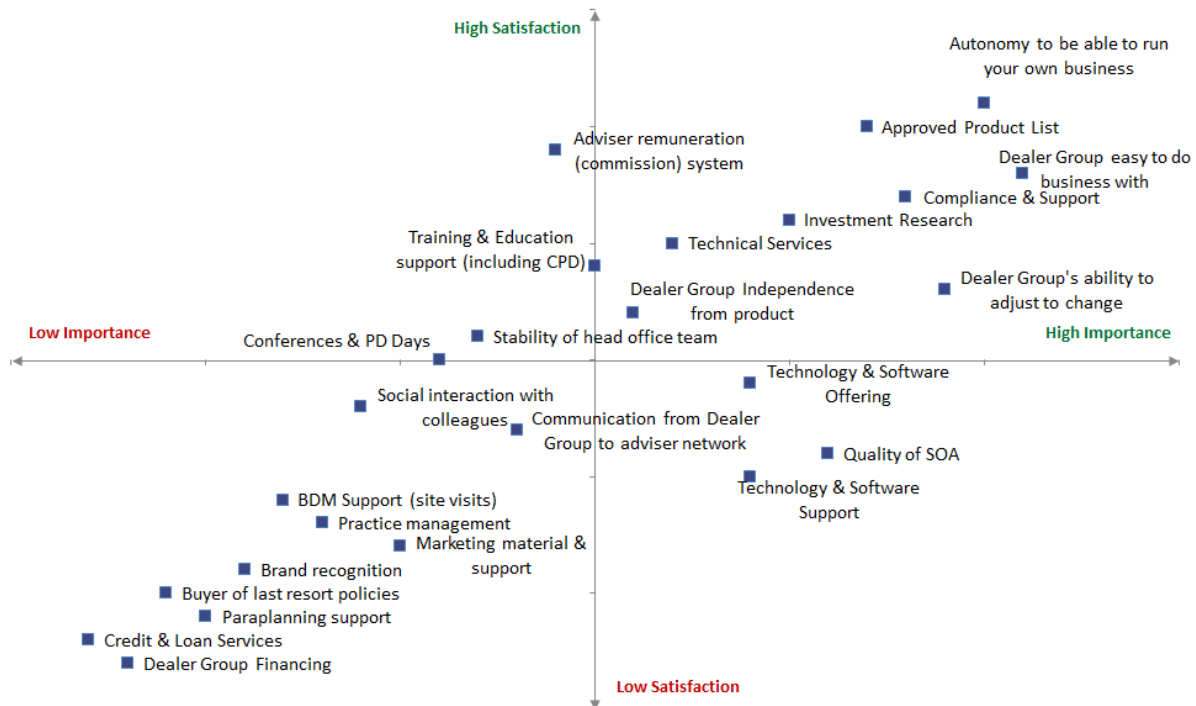 High Satisfaction
Autonomy to be able to run
your own business
Approved Product List
Adviser remuneration
(commission) system
Dealer Group easy to do
business with
Compliance & Support
Investment Research
Training & Education
support (including CPD)
Technical Services
Dealer Group Independence
from product
Dealer Group's ability to
adjust to change
Low Importance
High Importance
Stability of head office team
Conferences & PD Days
Technology & Software
Offering
Social interaction with
colleagues
Communication from Dealer
Group to adviser network
Quality of SOA
Technology & Software
Support
BDM Support (site visits)
Practice management
Marketing material &
support
Brand recognition
Buyer of last resort policies
Paraplanning support
Credit & Loan Services
Dealer Group Financing
Low Satisfaction